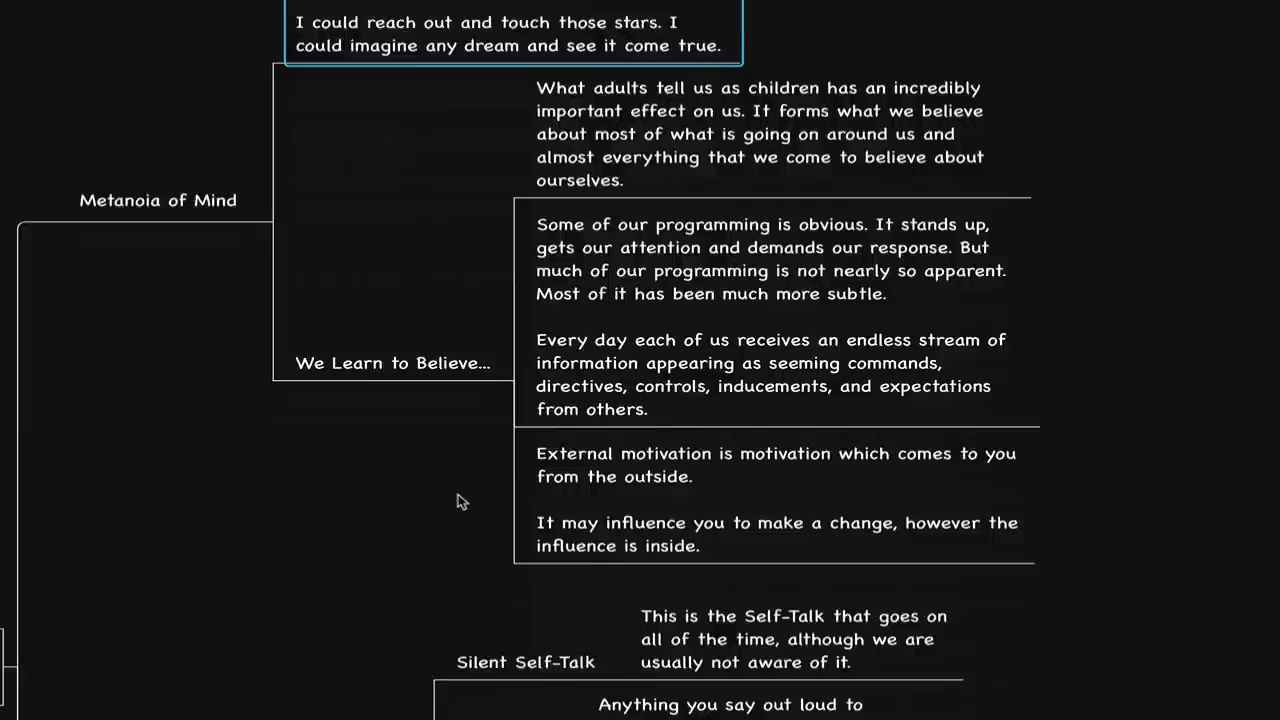 I could reach out and touch those stars. I
could imagine any dream and see it come true.
What adults tell us as children has an incredibly
important effect on us. It forms what we believe
about most of what is going on around us and
almost everything that we come to believe about
ourselves.
Metanoia of Mind
Some of our programming is obvious. It stands up,
gets our attention and demands our response. But
much of our programming is not nearly so apparent.
Most of it has been much more subtle.
Every day each of us receives an endless stream of
information appearing as seeming commands,
directives, controls, inducements, and expectations
from others.
We Learn to Believe...
External motivation is motivation which comes to you
from the outside.
It may influence you to make a change, however the
influence is inside.
This is the Self-Talk that goes on
all of the time, although we are
usually not aware of it.
Silent Self-Talk
Anything you say out loud to